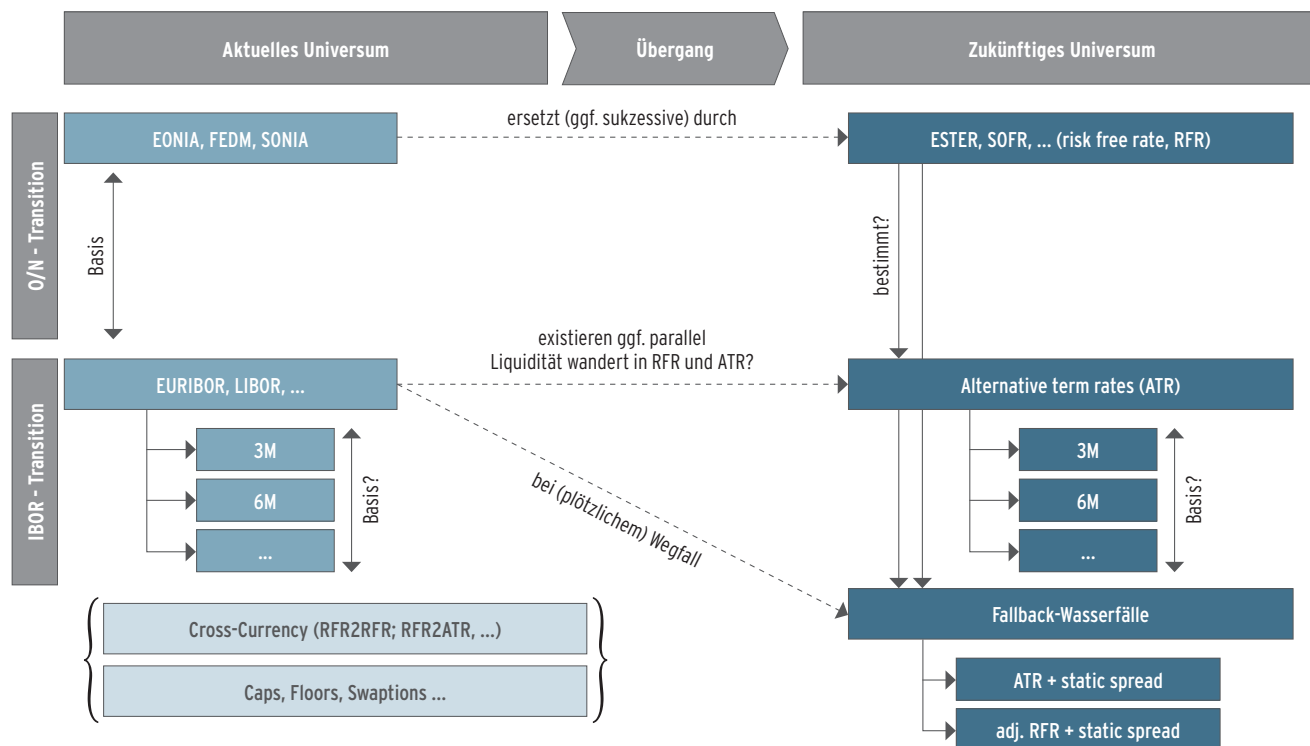 Aktuelles Universum
Übergang
Zukünftiges Universum
O/N - Transition
EONIA, FEDM, SONIA
ersetzt (ggf. sukzessive) durch
ESTER, SOFR, ... (risk free rate, RFR)
Basis
bestimmt?
IBOR - Transition
EURIBOR, LIBOR, ...
existieren ggf. parallel
Liquidität wandert in RFR und ATR?
Alternative term rates (ATR)
3M
6M
...
Basis?
bei (plötzlichem) Wegfall
3M
6M
...
Basis?
Fallback-Wasserfälle
ATR + static spread
adj. RFR + static spread
Cross-Currency (RFR2RFR; RFR2ATR, ...)
Caps, Floors, Swaptions ...